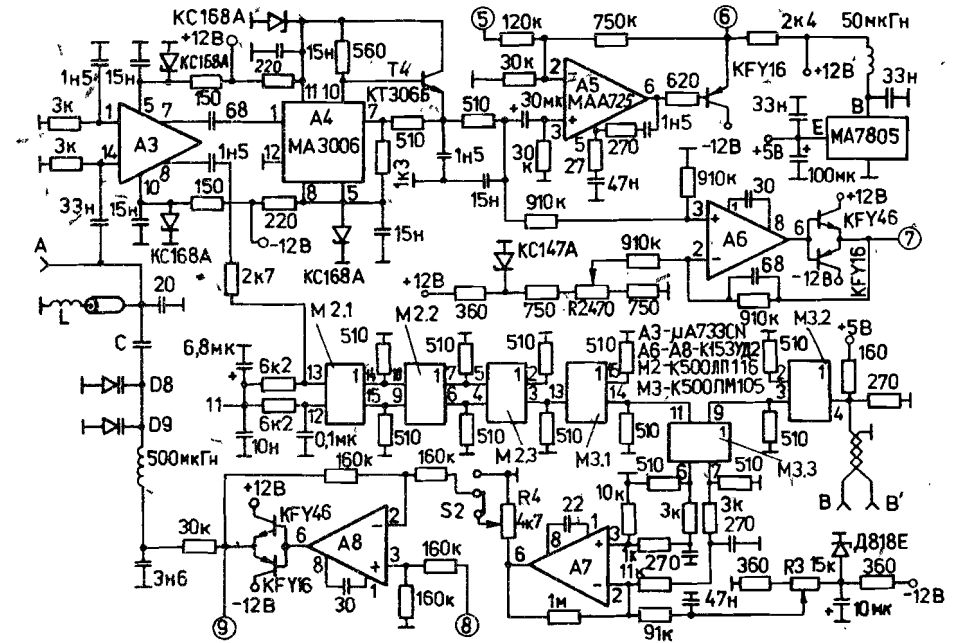 КС168А
+12В
КС168А
1н5
15н
15н
560
150
220
3к
3к
1
14
5
7
10
8
А3
68
1н5
1
11
10
А4
МА3006
7
12
8
5
Т4
КТ306В
510
1к3
1н5
15н
15н
150
220
-12В
33н
15н
КС168А
КС168А
5
120к
750к
6
2к4
50мкГн
30к
2
А5
МАА725
6
620
KFY16
+12В
33н
33н
510
30мк
3
5
30к
27
270
1н5
47н
-12В
Е
В
МА7805
+5В
100мк
910к
30
910к
3
1
8
А6
2
6
+12В
KFY46
7
-12В
KFY16
68
910к
КС147А
910к
+12В
360
750
R2470
750
А
L
20
С
2к7
М2.1
М2.2
6,8мк
6к2
13
1
14
15
12
6к2
11
10н
0,1мк
510
510
10
9
1
7
6
510
510
5
4
1
2
3
М2.3
510
510
13
1
15
14
М3.1
510
510
А3-μА733CN
А6-А8-К153УД2
М2-К500ЛП116
М3-К500ЛМ105
М3.2
510
510
2
3
1
4
+5В
160
270
11
9
1
М3.3
6
7
510
510
В
В'
D8
D9
500мкГн
30к
3н6
+12В
KFY46
KFY16
-12В
9
160к
160к
6
А8
2
3
8
1
30
160к
160к
8
S2
R4
4к7
22
8
1
6
А7
3
2
10к
1к
3к
3к
270
270
11к
1м
91к
47н
360
R3
15к
Д818Е
360
-12В
10мк